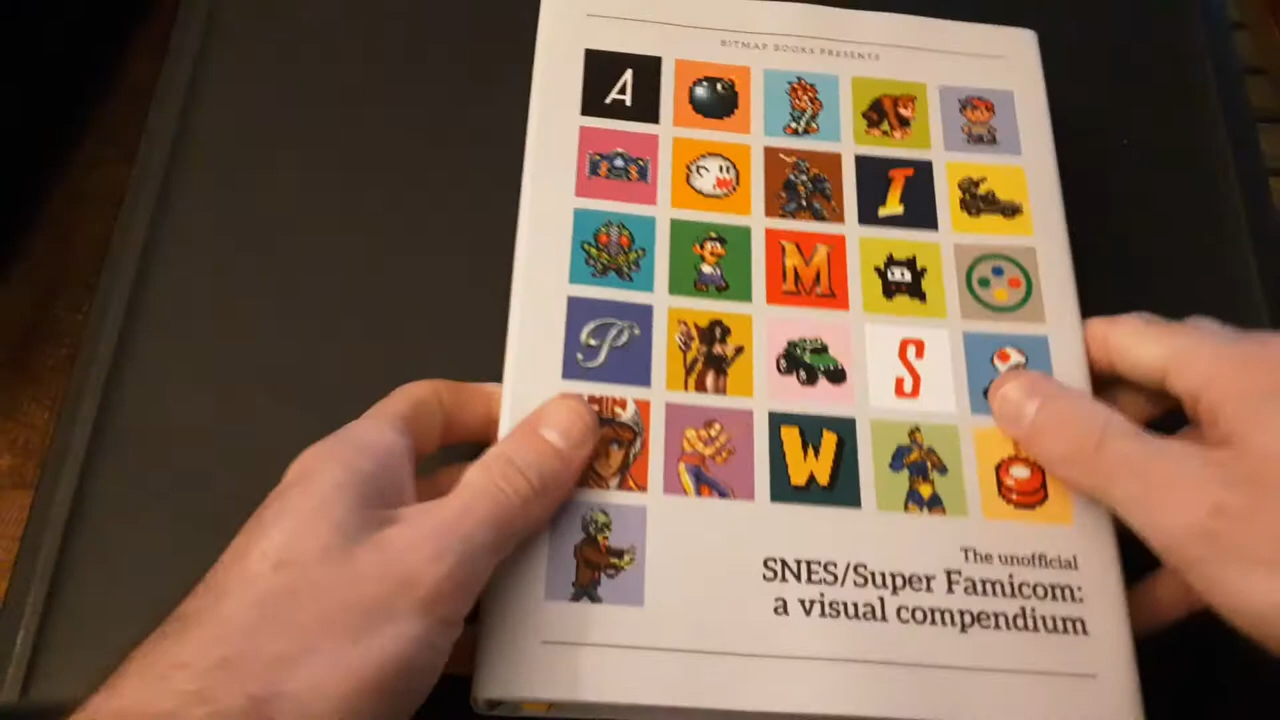 BITMAP BOOKS PRESENTS
A
I
M
P
S
W
The unofficial
SNES/Super Famicom:
a visual compendium